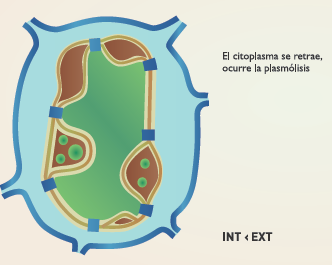 El citoplasma se retrae,
ocurre la plasmólisis
INT ‹ EXT